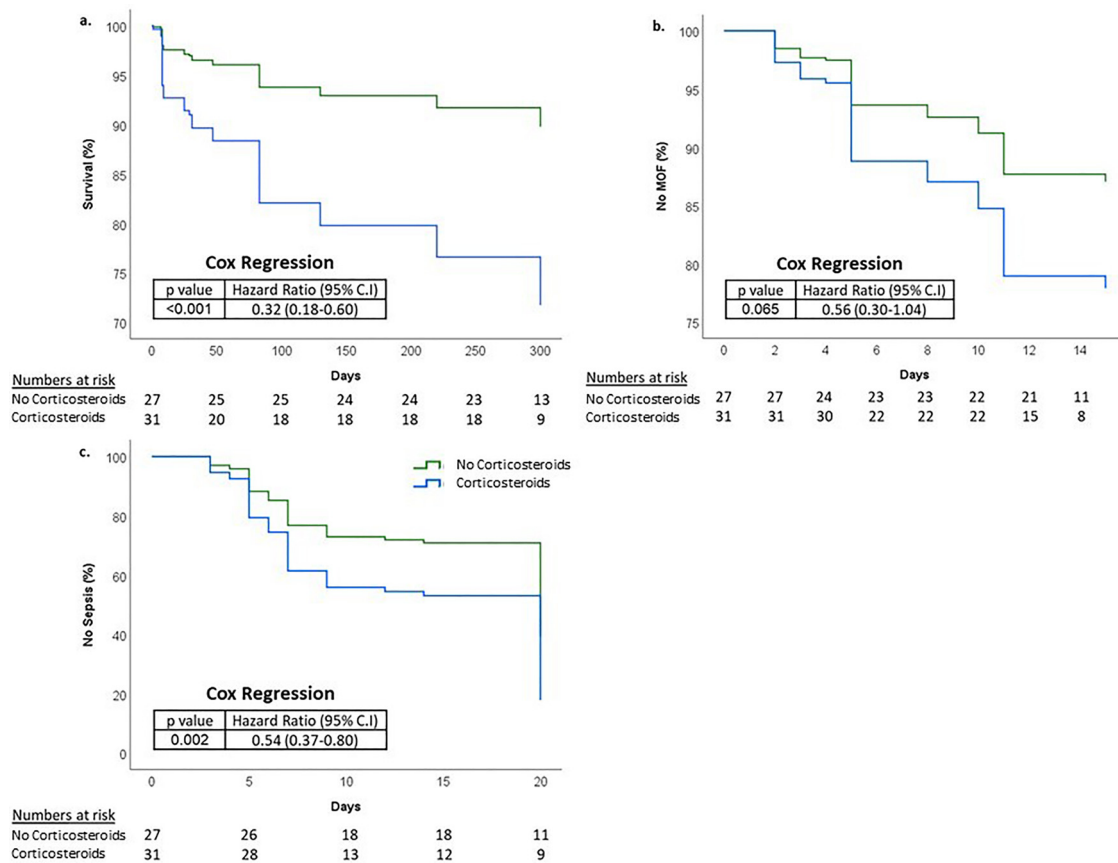 a.
100
95
90
85
80
75
70
Survival (%)
Cox Regression
p value Hazard Ratio (95% C.I)
<0.001 0.32 (0.18-0.60)
0 50 100 150 200 250 300
Days
Numbers at risk
No Corticosteroids 27 25 25 24 24 23 13
Corticosteroids 31 20 18 18 18 18 9
b.
100
95
90
85
80
75
No MOF (%)
Cox Regression
p value Hazard Ratio (95% C.I)
0.065 0.56 (0.30-1.04)
0 2 4 6 8 10 12 14
Days
Numbers at risk
No Corticosteroids 27 27 24 23 23 22 21 11
Corticosteroids 31 31 30 22 22 22 15 8
c.
100
80
60
40
20
0
No Sepsis (%)
No Corticosteroids
Corticosteroids
Cox Regression
p value Hazard Ratio (95% C.I)
0.002 0.54 (0.37-0.80)
0 5 10 15 20
Days
Numbers at risk
No Corticosteroids 27 26 18 18 11
Corticosteroids 31 28 13 12 9